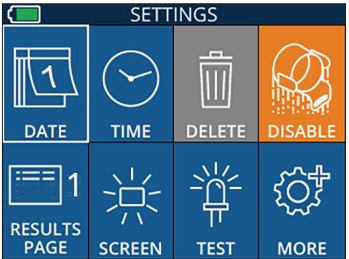 SETTINGS
1
DATE
TIME
DELETE
DISABLE
1
RESULTS
PAGE
SCREEN
TEST
MORE